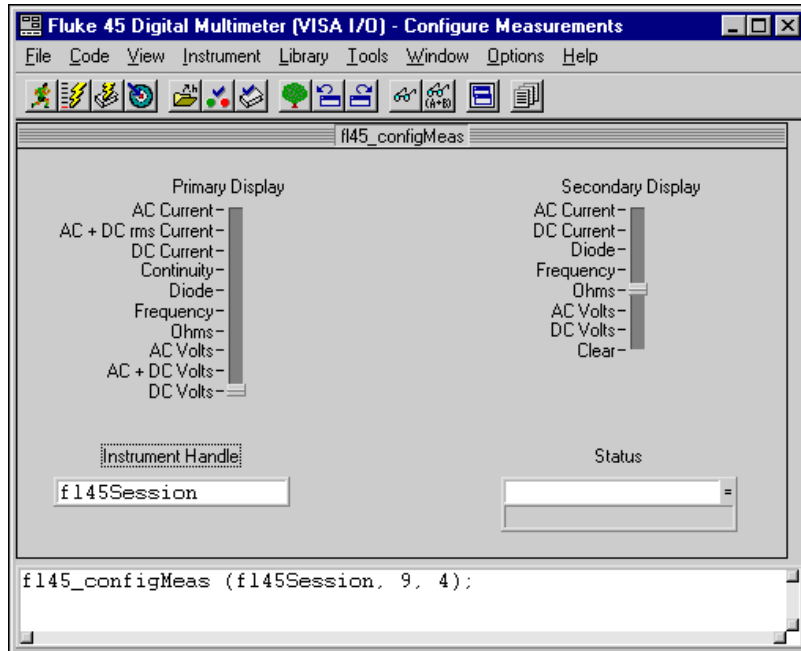 Fluke 45 Digital Multimeter (VISA I/O) - Configure Measurements
File Code View Instrument Library Tools Window Options Help
(A+B)
fl45_configMeas
Primary Display
AC Current
AC + DC rms Current
DC Current
Continuity
Diode
Frequency
Ohms
AC Volts
AC + DC Volts
DC Volts
Secondary Display
AC Current
DC Current
Diode
Frequency
Ohms
AC Volts
DC Volts
Clear
Instrument Handle
fl45Session
Status
=
fl45_configMeas (fl45Session, 9, 4);